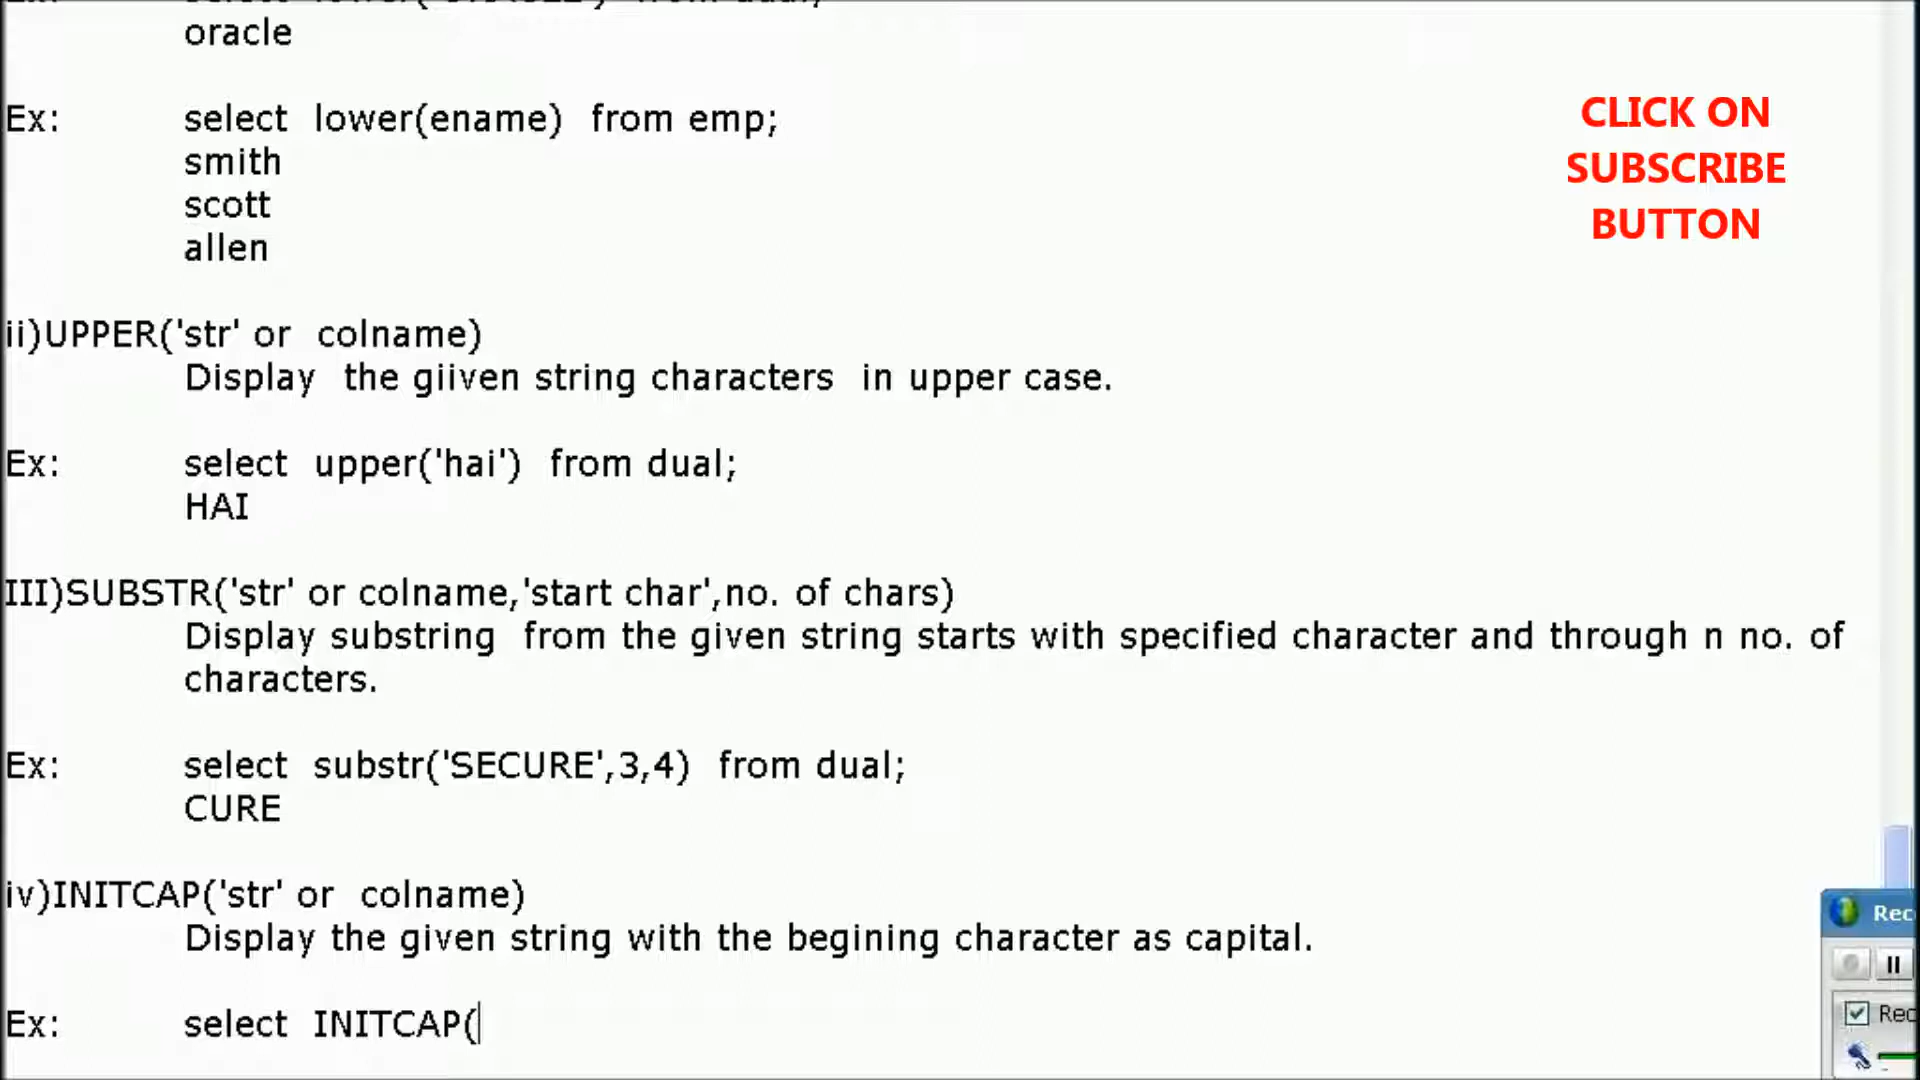 oracle
Ex: select lower(ename) from emp;
smith
scott
allen
CLICK ON
SUBSCRIBE
BUTTON
ii)UPPER('str' or colname)
Display the giiven string characters in upper case.
Ex: select upper('hai') from dual;
HAI
III)SUBSTR('str' or colname,'start char',no. of chars)
Display substring from the given string starts with specified character and through n no. of
characters.
Ex: select substr('SECURE',3,4) from dual;
CURE
iv)INITCAP('str' or colname)
Display the given string with the begining character as capital.
Ex: select INITCAP(
Rec
Rec